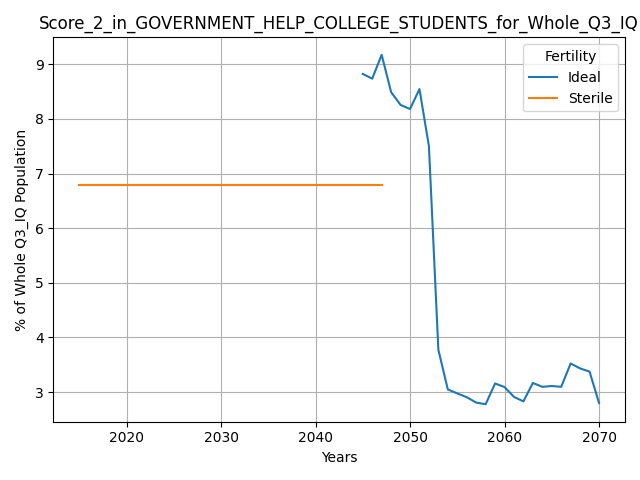 Score_2_in_GOVERNMENT_HELP_COLLEGE_STUDENTS_for_Whole_Q3_IQ
Fertility
Ideal
Sterile
% of Whole Q3_IQ Population
9
8
7
6
5
4
3
2020 2030 2040 2050 2060 2070
Years